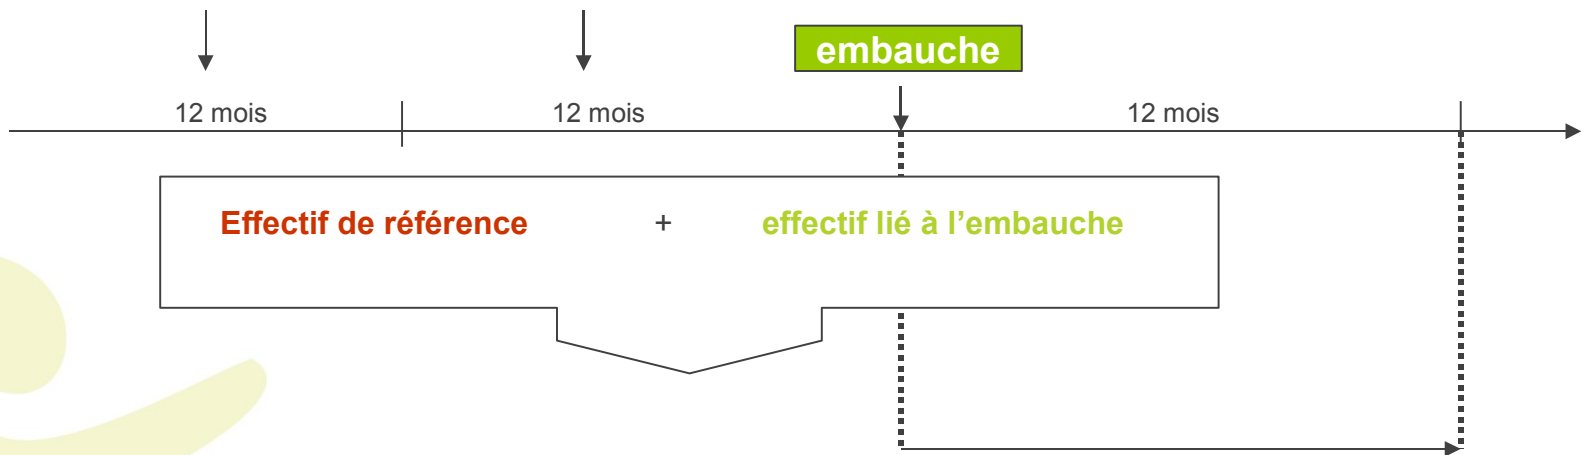 embauche
12 mois 12 mois 12 mois
Effectif de référence + effectif lié à l’embauche